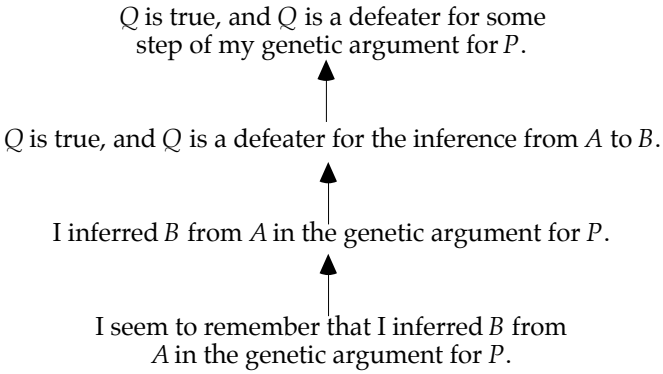 Q is true, and Q is a defeater for some
step of my genetic argument for P.
Q is true, and Q is a defeater for the inference from A to B.
I inferred B from A in the genetic argument for P.
I seem to remember that I inferred B from
A in the genetic argument for P.